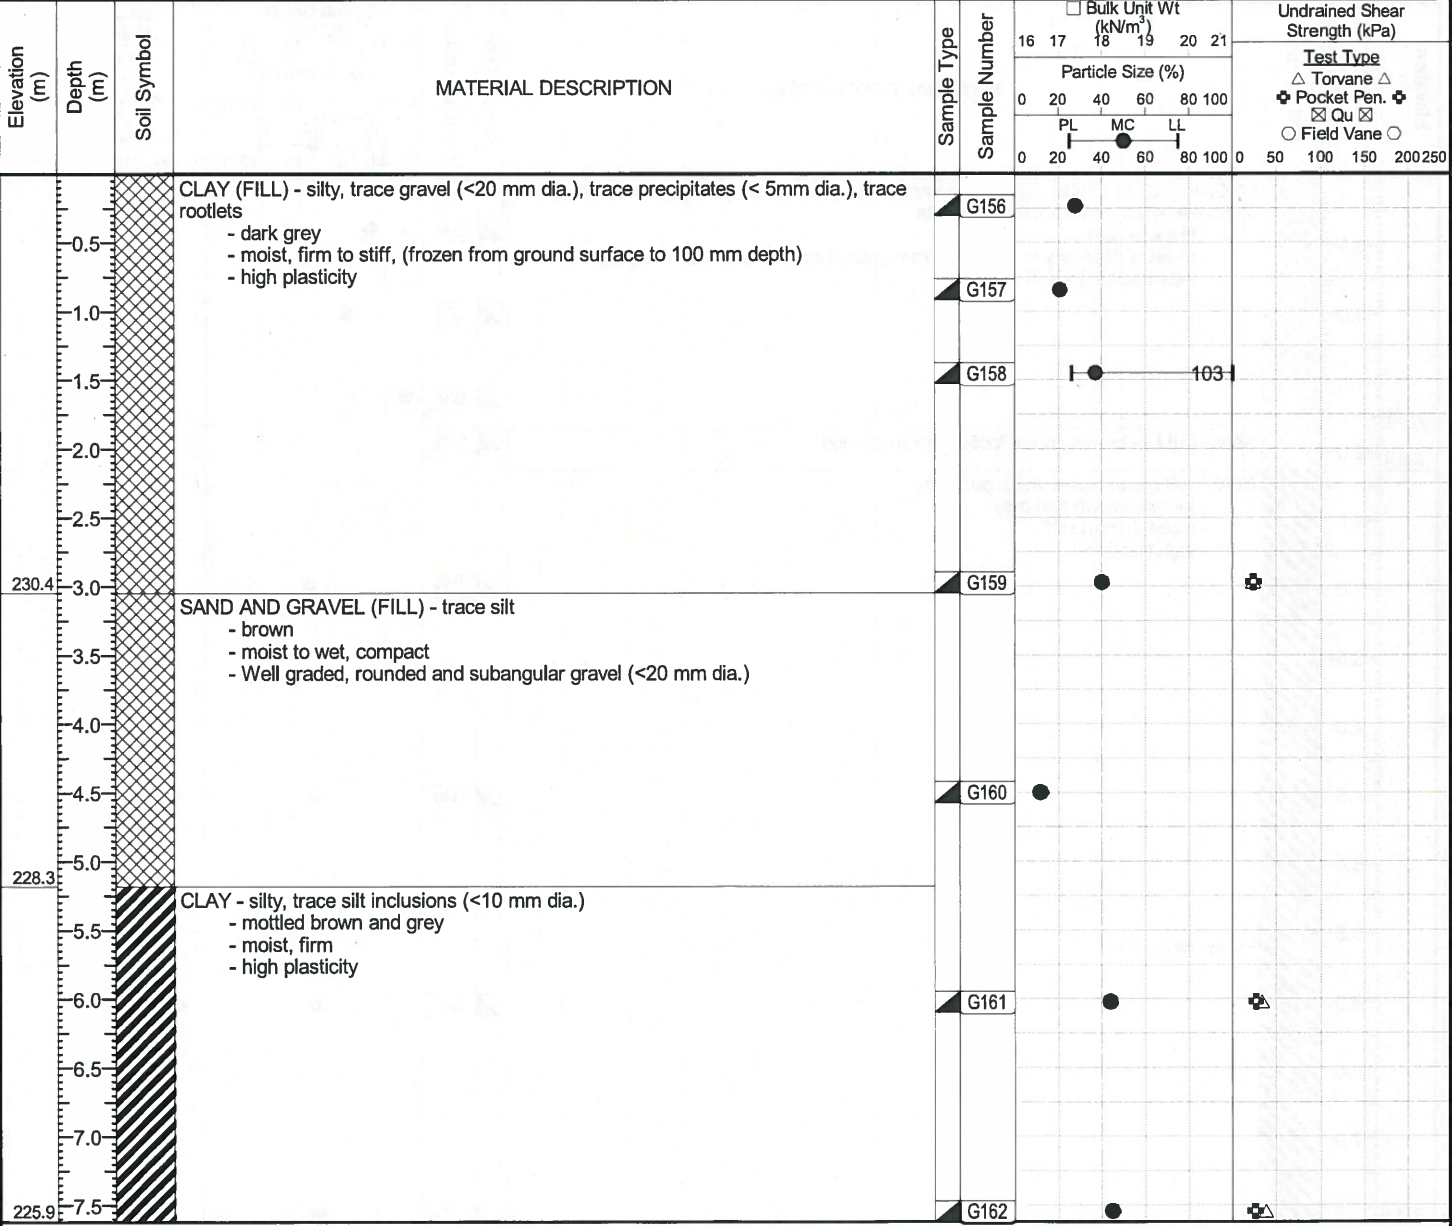 Elevation (m)
Depth (m)
Soil Symbol
MATERIAL DESCRIPTION
Sample Type
Sample Number
Bulk Unit Wt
(kN/m³)
16 17 18 19 20 21
Particle Size (%)
0 20 40 60 80 100
PL MC LL
0 20 40 60 80 100
Undrained Shear
Strength (kPa)
Test Type
△ Torvane △
Pocket Pen.
☒ Qu ☒
○ Field Vane ○
0 50 100 150 200 250
CLAY (FILL) - silty, trace gravel (<20 mm dia.), trace precipitates (< 5mm dia.), trace
rootlets
- dark grey
- moist, firm to stiff, (frozen from ground surface to 100 mm depth)
- high plasticity
G156
-0.5-
G157
-1.0-
G158
103
-1.5-
-2.0-
-2.5-
230.4
-3.0-
G159
SAND AND GRAVEL (FILL) - trace silt
- brown
- moist to wet, compact
- Well graded, rounded and subangular gravel (<20 mm dia.)
-3.5-
-4.0-
-4.5-
G160
-5.0-
228.3
CLAY - silty, trace silt inclusions (<10 mm dia.)
- mottled brown and grey
- moist, firm
- high plasticity
-5.5-
-6.0-
G161
-6.5-
-7.0-
-7.5-
225.9
G162